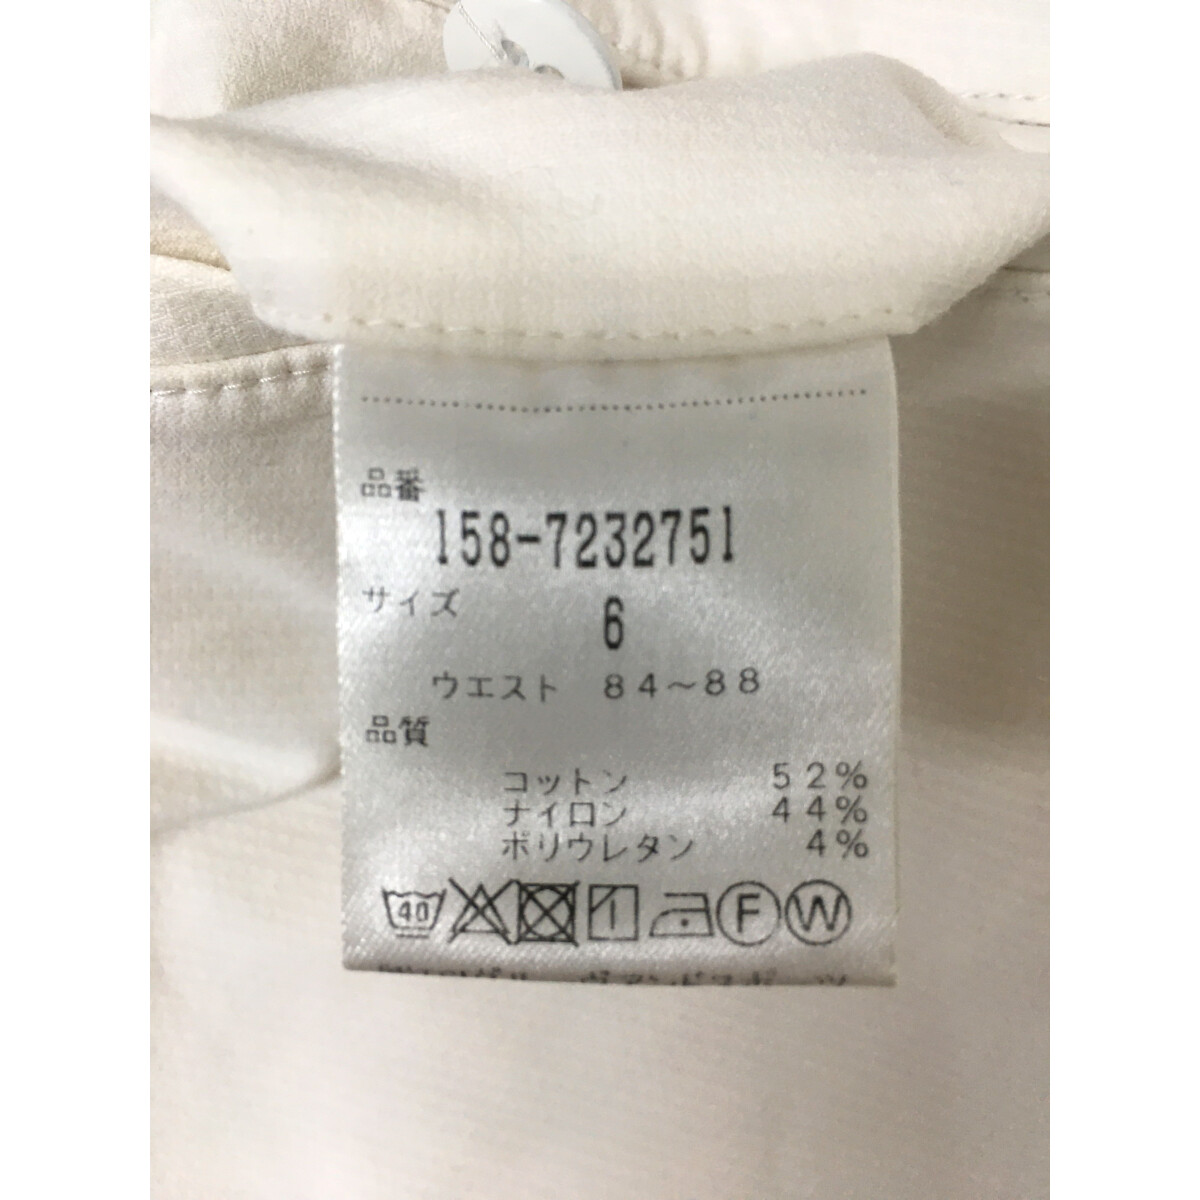 品番
158-7232751
サイズ
6
ウエスト 84～88
品質
コットン 52%
ナイロン 44%
ポリウレタン 4%
40 F W